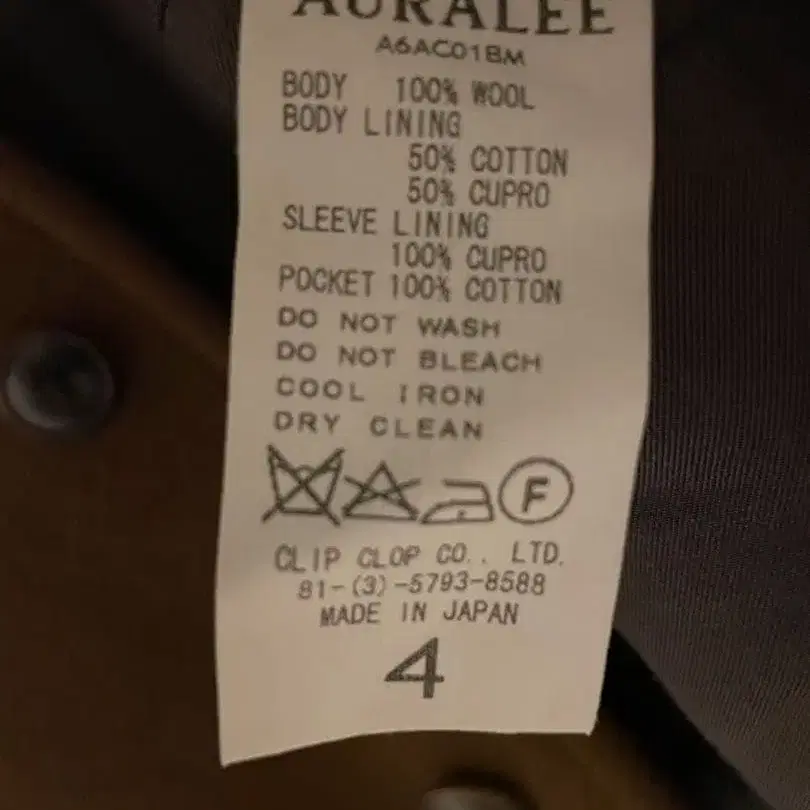 AURALEE
A6AC01BM
BODY 100% WOOL
BODY LINING
50% COTTON
50% CUPRO
SLEEVE LINING
100% CUPRO
POCKET 100% COTTON
DO NOT WASH
DO NOT BLEACH
COOL IRON
DRY CLEAN
F
CLIP CLOP CO., LTD.
81-(3)-5793-8588
MADE IN JAPAN
4